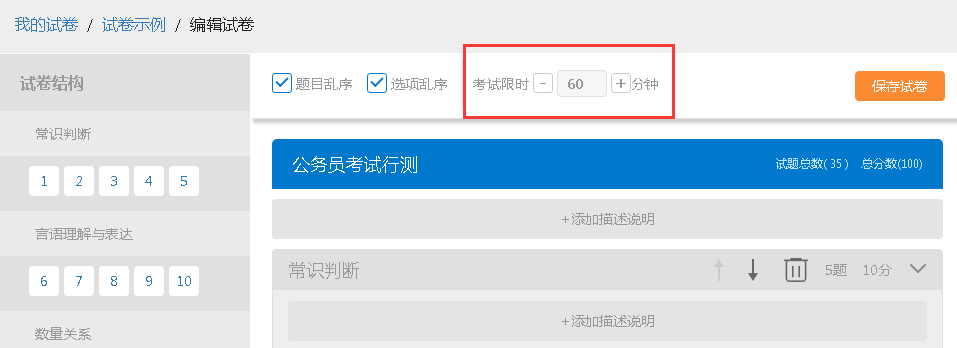 我的试卷 / 试卷示例 / 编辑试卷
试卷结构
题目乱序 选项乱序 考试限时 - 60 + 分钟 保存试卷
常识判断
1 2 3 4 5
言语理解与表达
6 7 8 9 10
数量关系
公务员考试行测 试题总数( 35 ) 总分数(100)
+添加描述说明
常识判断 5题 10分
+添加描述说明